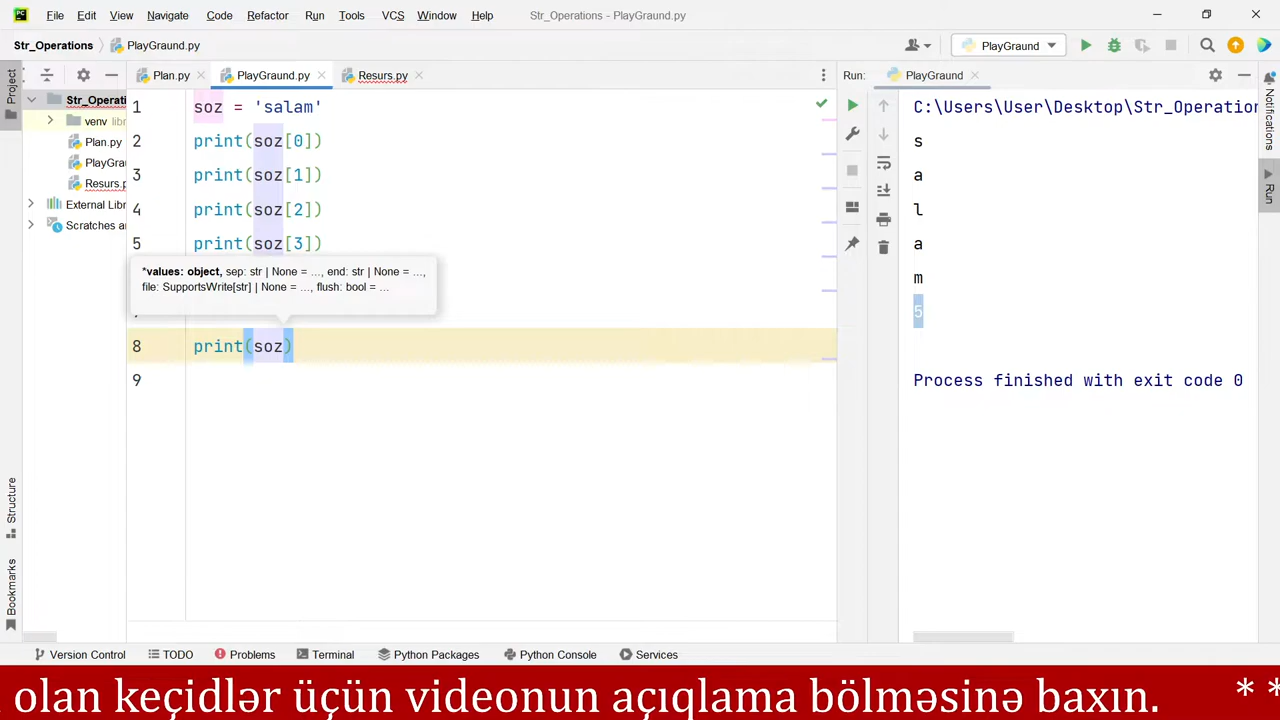 File Edit View Navigate Code Refactor Run Tools VCS Window Help Str_Operations - PlayGraund.py
Str_Operations PlayGraund.py PlayGraund
Project
Plan.py PlayGraund.py Resurs.py
Run: PlayGraund
Notifications
Run
Str_Operati
venv libr
Plan.py
PlayGrau
Resurs.p
External Libr
Scratches a
1 soz = 'salam'
2 print(soz[0])
3 print(soz[1])
4 print(soz[2])
5 print(soz[3])
*values: object, sep: str | None = ..., end: str | None = ...,
file: SupportsWrite[str] | None = ..., flush: bool = ...
8 print(soz)
9
C:\Users\User\Desktop\Str_Operation
s
a
l
a
m
5
Process finished with exit code 0
Structure
Bookmarks
Version Control TODO Problems Terminal Python Packages Python Console Services
olan keçidlər üçün videonun açıqlama bölməsinə baxın. * *